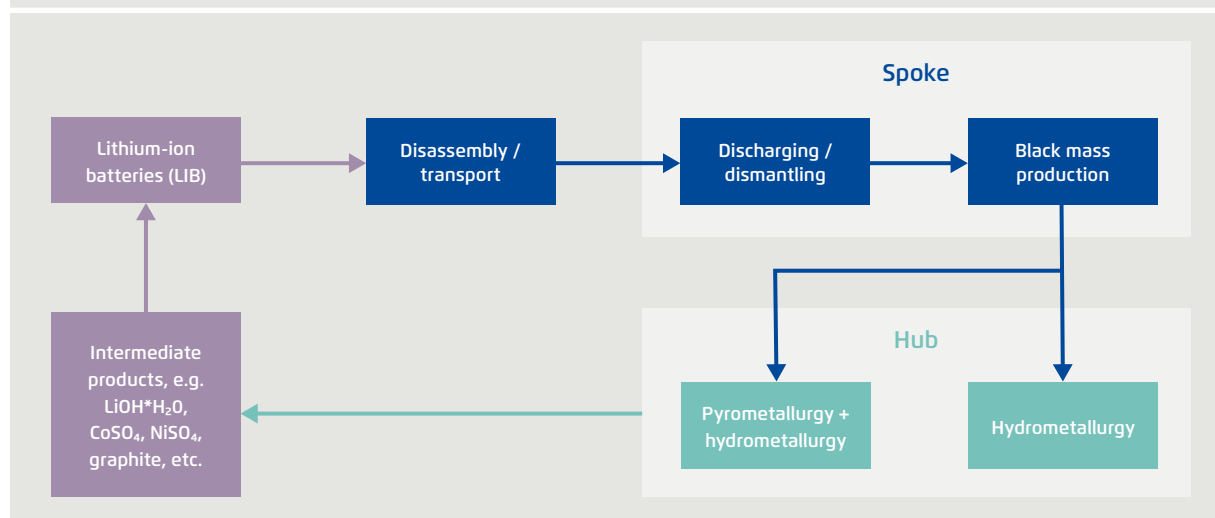 Spoke
Lithium-ion
batteries (LIB)
Disassembly /
transport
Discharging /
dismantling
Black mass
production
Hub
Intermediate
products, e.g.
LiOH*H₂O,
CoSO₄, NiSO₄,
graphite, etc.
Pyrometallurgy +
hydrometallurgy
Hydrometallurgy